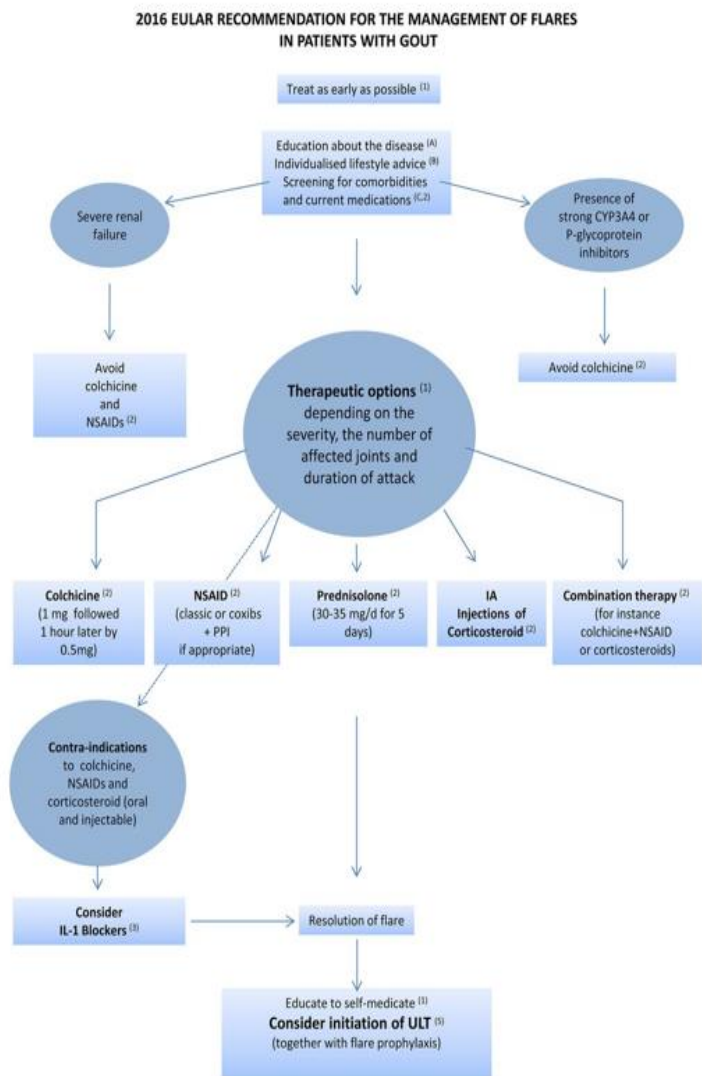 2016 EULAR RECOMMENDATION FOR THE MANAGEMENT OF FLARES
IN PATIENTS WITH GOUT
Treat as early as possible (1)
Education about the disease (A)
Individualised lifestyle advice (B)
Screening for comorbidities
and current medications (C,2)
Severe renal
failure
Presence of
strong CYP3A4 or
P-glycoprotein
inhibitors
Avoid
colchicine
and
NSAIDs (2)
Avoid colchicine (2)
Therapeutic options (1)
depending on the
severity, the number of
affected joints and
duration of attack
Colchicine (2)
(1 mg followed
1 hour later by
0.5mg)
NSAID (2)
(classic or coxibs
+ PPI
if appropriate)
Prednisolone (2)
(30-35 mg/d for 5
days)
IA
Injections of
Corticosteroid (2)
Combination therapy (2)
(for instance
colchicine+NSAID
or corticosteroids)
Contra-indications
to colchicine,
NSAIDs and
corticosteroid (oral
and injectable)
Consider
IL-1 Blockers (3)
Resolution of flare
Educate to self-medicate (1)
Consider initiation of ULT (5)
(together with flare prophylaxis)